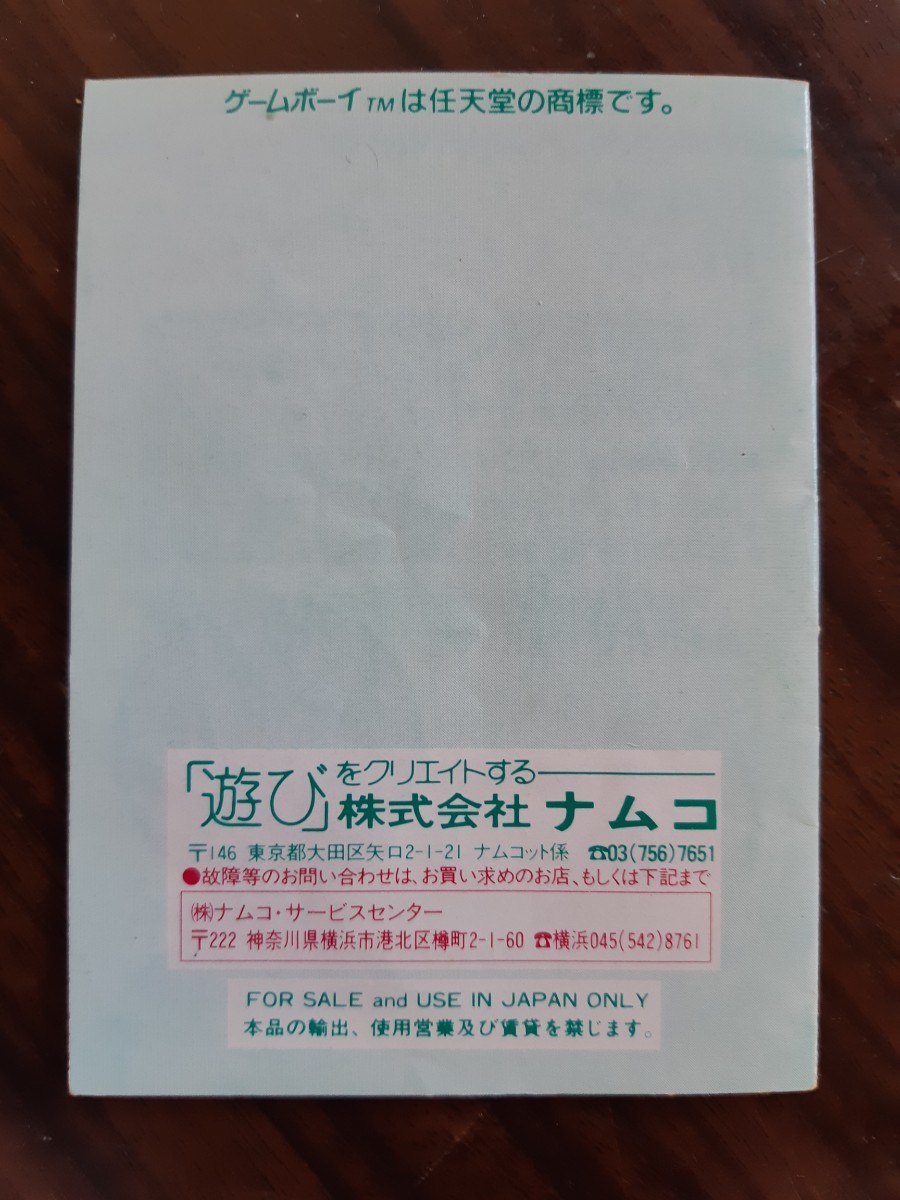 ゲームボーイTMは任天堂の商標です。
「遊び」をクリエイトする
株式会社 ナムコ
〒146 東京都大田区矢口2-1-21 ナムコット係 ☎03(756)7651
●故障等のお問い合わせは、お買い求めのお店、もしくは下記まで
㈱ナムコ・サービスセンター
〒222 神奈川県横浜市港北区樽町2-1-60 ☎横浜045(542)8761
FOR SALE and USE IN JAPAN ONLY
本品の輸出、使用営業及び賃貸を禁じます。